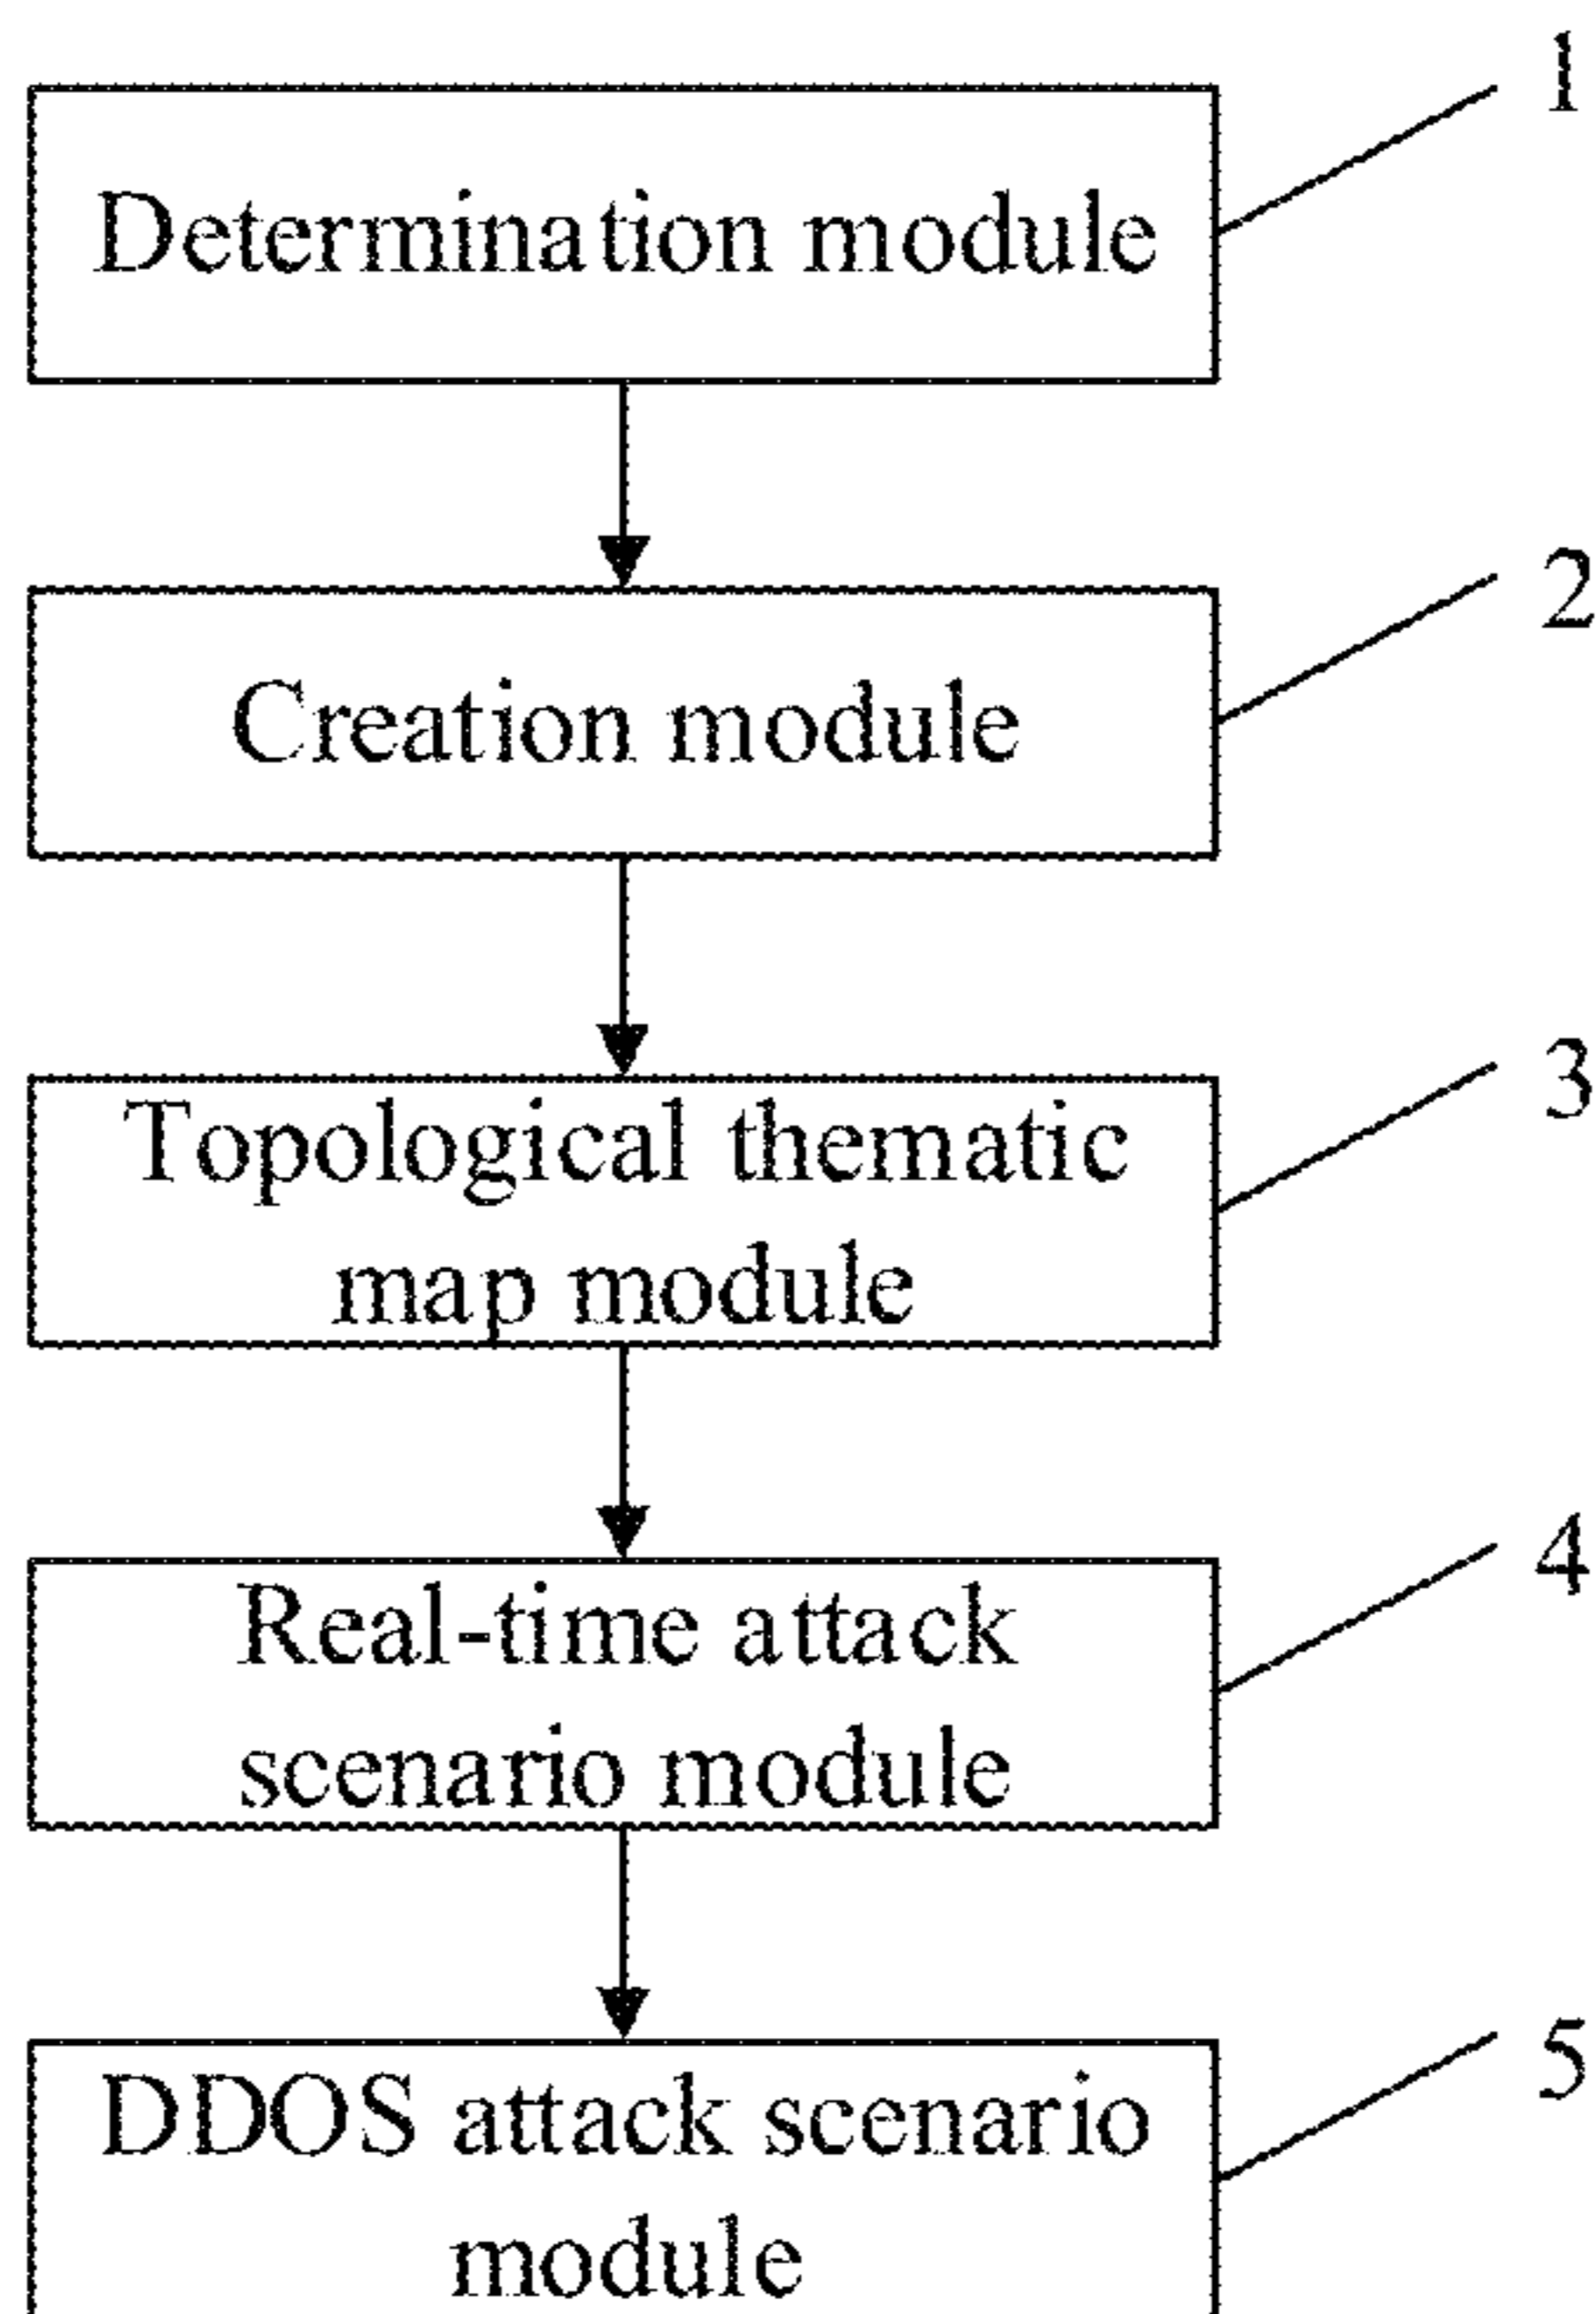 1
Determination module
2
Creation module
3
Topological thematic
map module
4
Real-time attack
scenario module
5
DDOS attack scenario
module